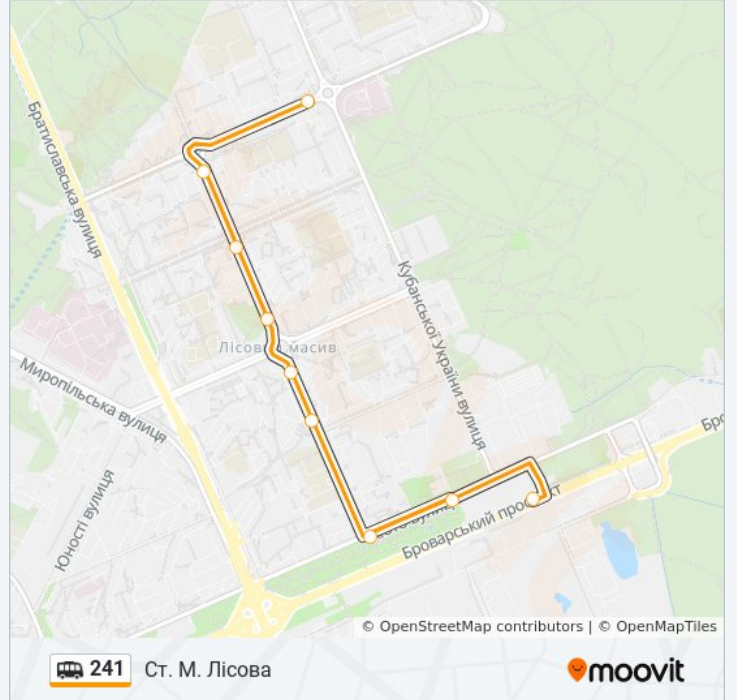 Братиславська вулиця
Кубанської України вулиця
Лісовий масив
Миропільська вулиця
Юності вулиця
Броварський проспект
Бро
© OpenStreetMap contributors | © OpenMapTiles
241 Ст. М. Лісова
moovit